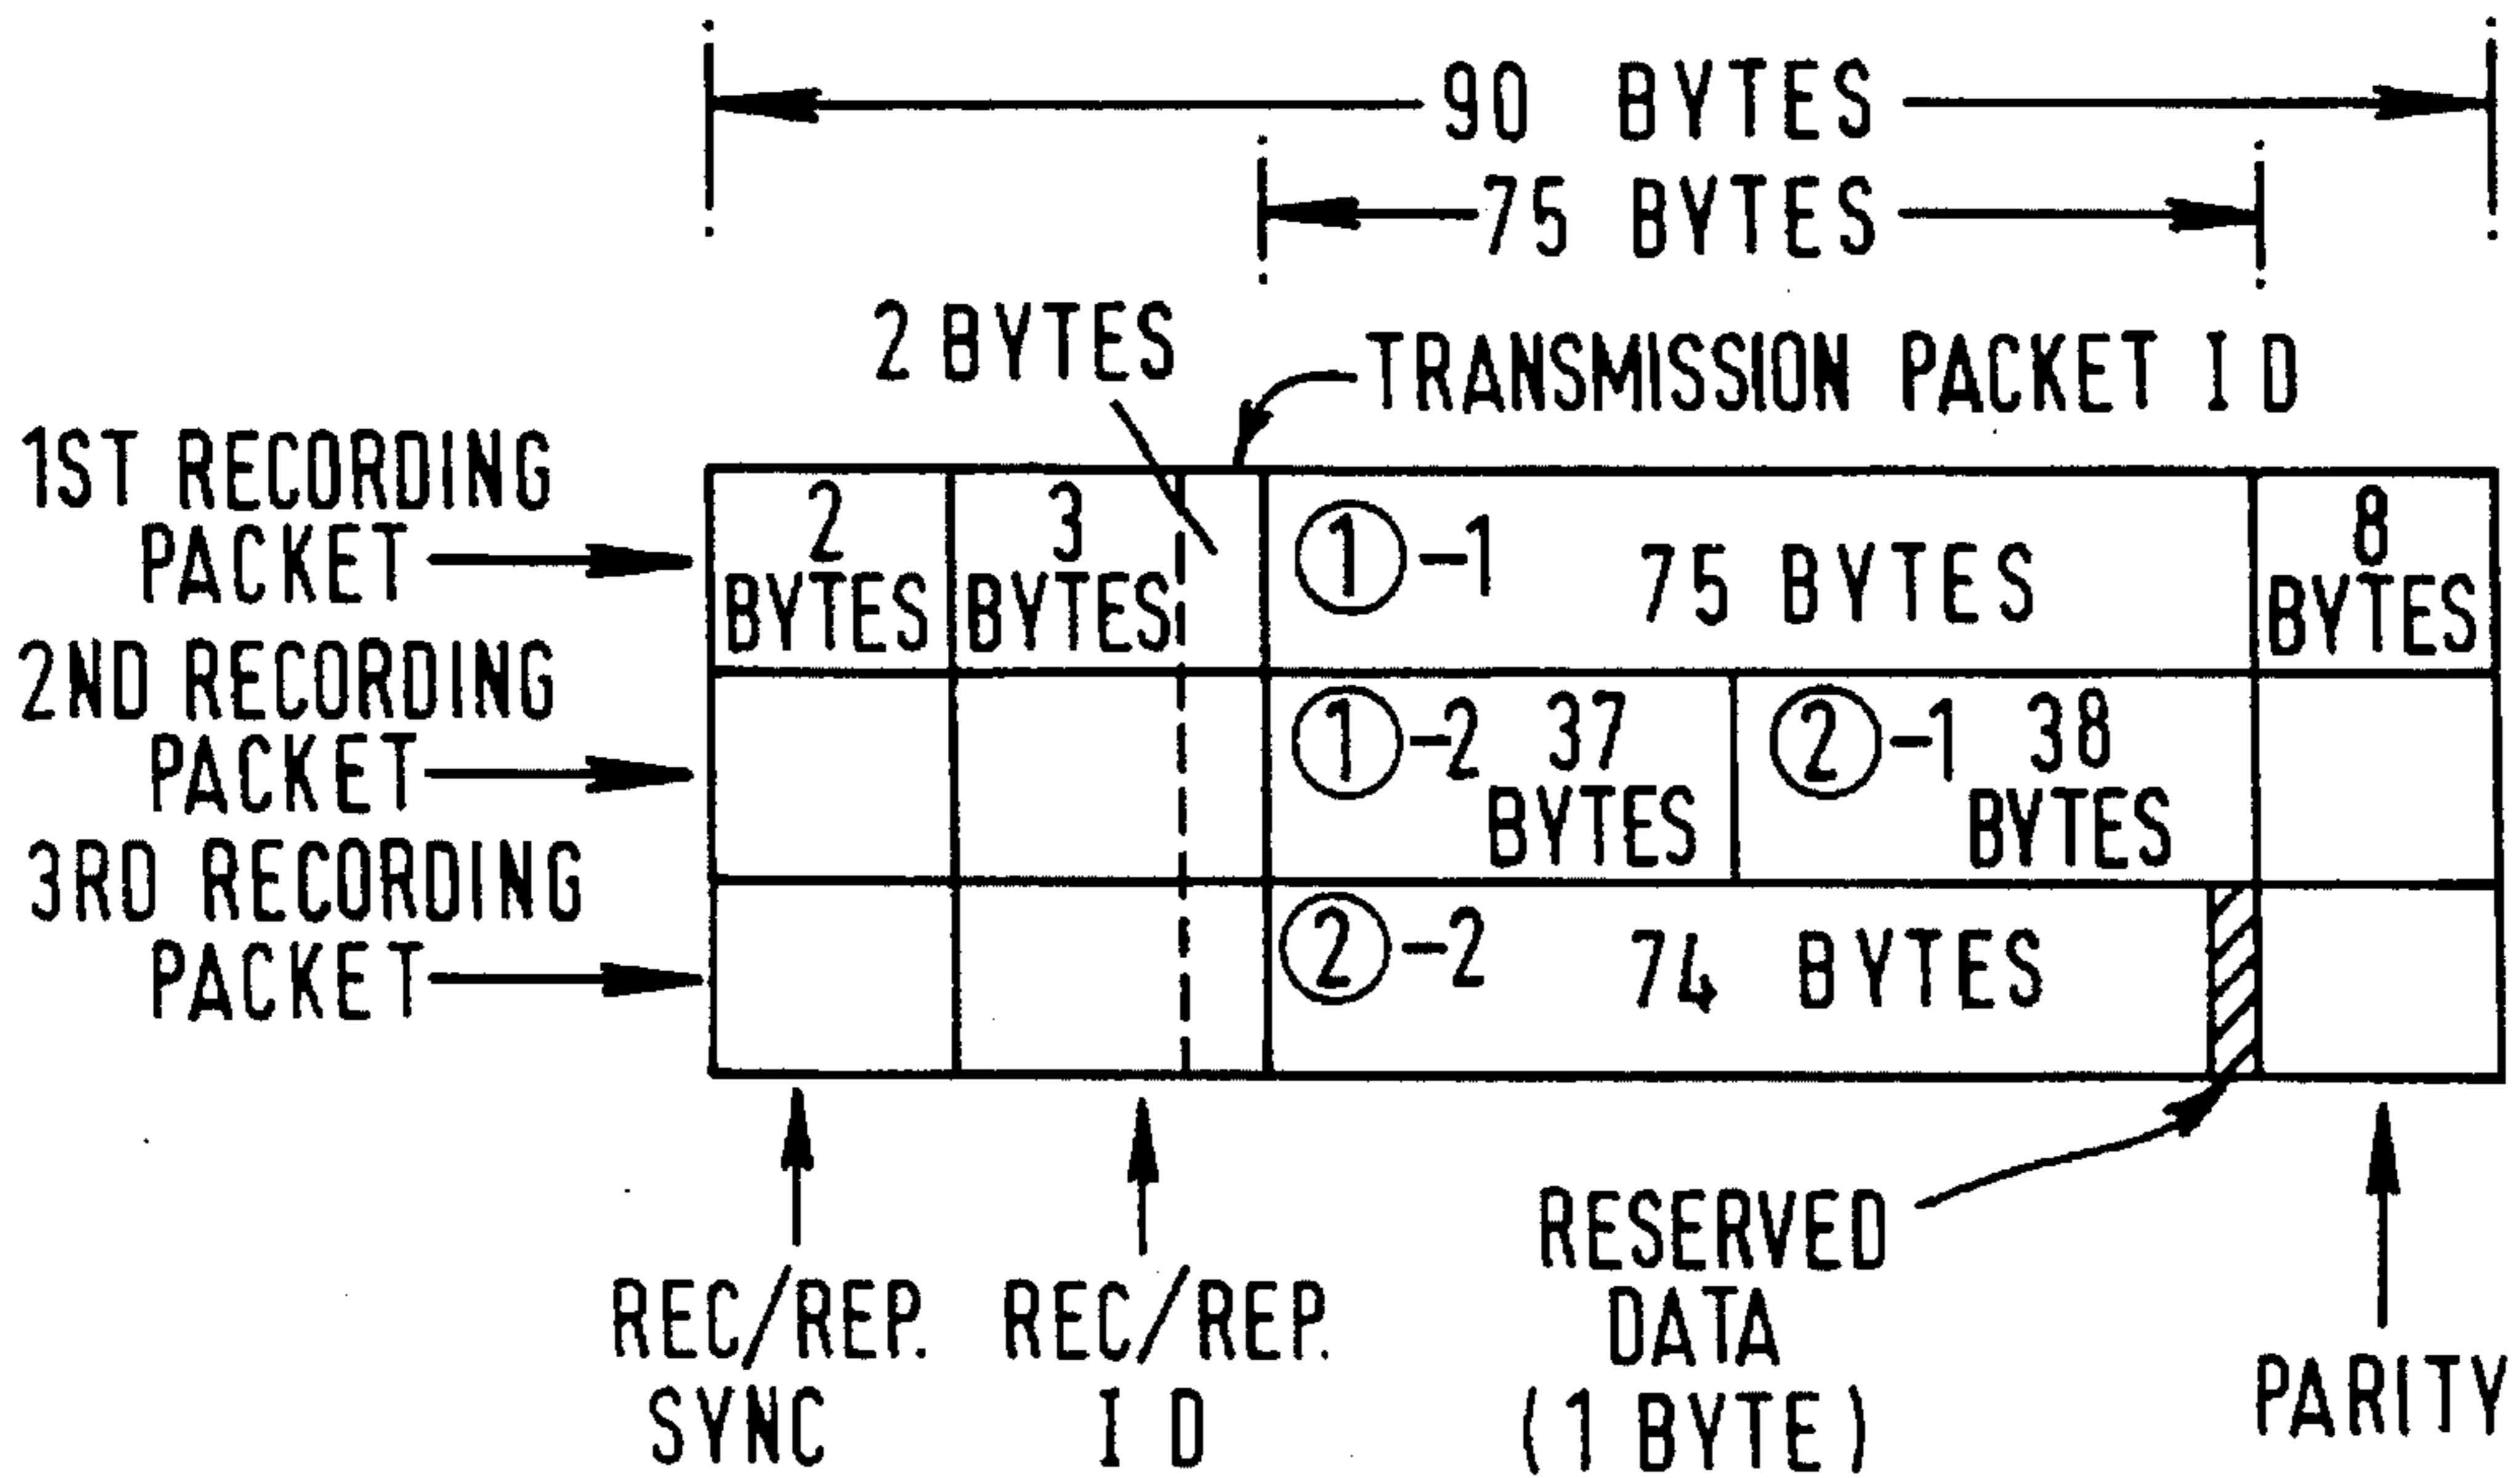 90 BYTES
75 BYTES
2 BYTES
TRANSMISSION PACKET ID
1ST RECORDING
PACKET
2
BYTES
3
BYTES
①-1 75 BYTES
8
BYTES
2ND RECORDING
PACKET
①-2 37
BYTES
②-1 38
BYTES
3RD RECORDING
PACKET
②-2 74 BYTES
REC/REP.
SYNC
REC/REP.
ID
RESERVED
DATA
(1 BYTE)
PARITY